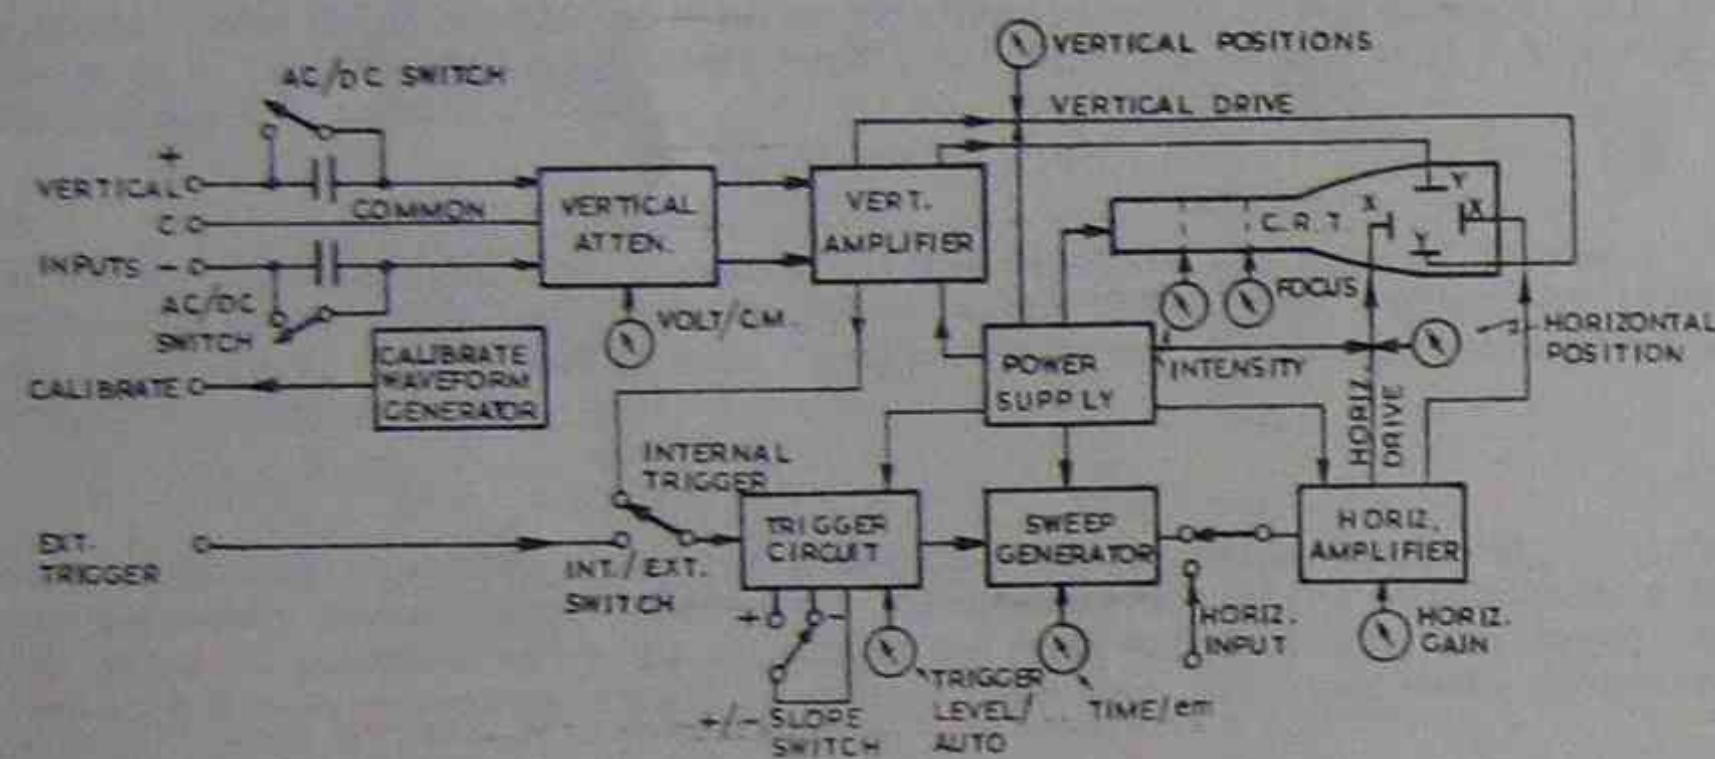 VERTICAL POSITIONS
AC/DC SWITCH
VERTICAL DRIVE
+
VERTICAL
COMMON
C
INPUTS -
AC/DC
SWITCH
VERTICAL
ATTEN.
VERT.
AMPLIFIER
C.R.T.
X
Y
X
Y
FOCUS
VOLT/C.M.
CALIBRATE
CALIBRATE
WAVEFORM
GENERATOR
POWER
SUPPLY
INTENSITY
HORIZONTAL
POSITION
HORIZ.
DRIVE
INTERNAL
TRIGGER
EXT.
TRIGGER
INT./EXT.
SWITCH
TRIGGER
CIRCUIT
SWEEP
GENERATOR
HORIZ.
AMPLIFIER
+
-
HORIZ.
INPUT
HORIZ.
GAIN
+/- SLOPE
SWITCH
TRIGGER
LEVEL/...
AUTO
TIME/em